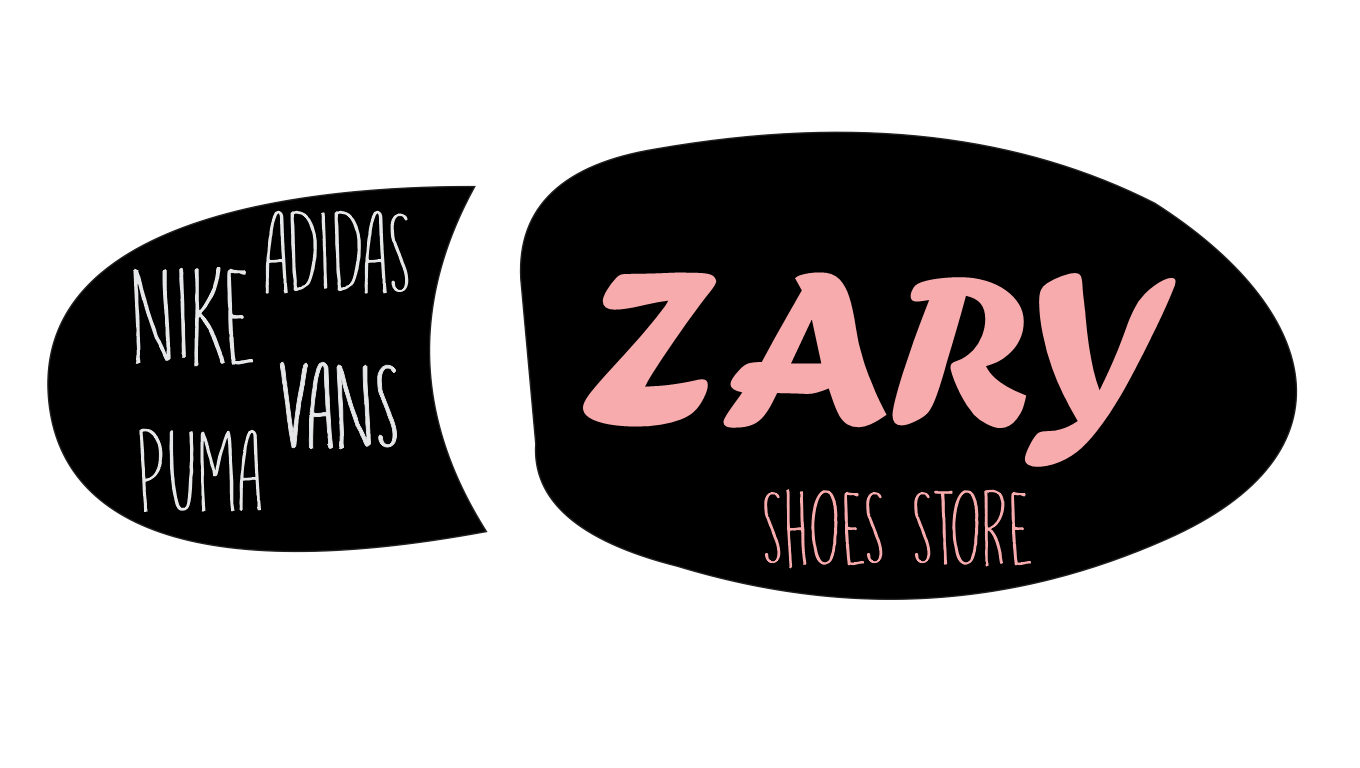 ADIDAS
NIKE
VANS
PUMA
ZARY
SHOES STORE